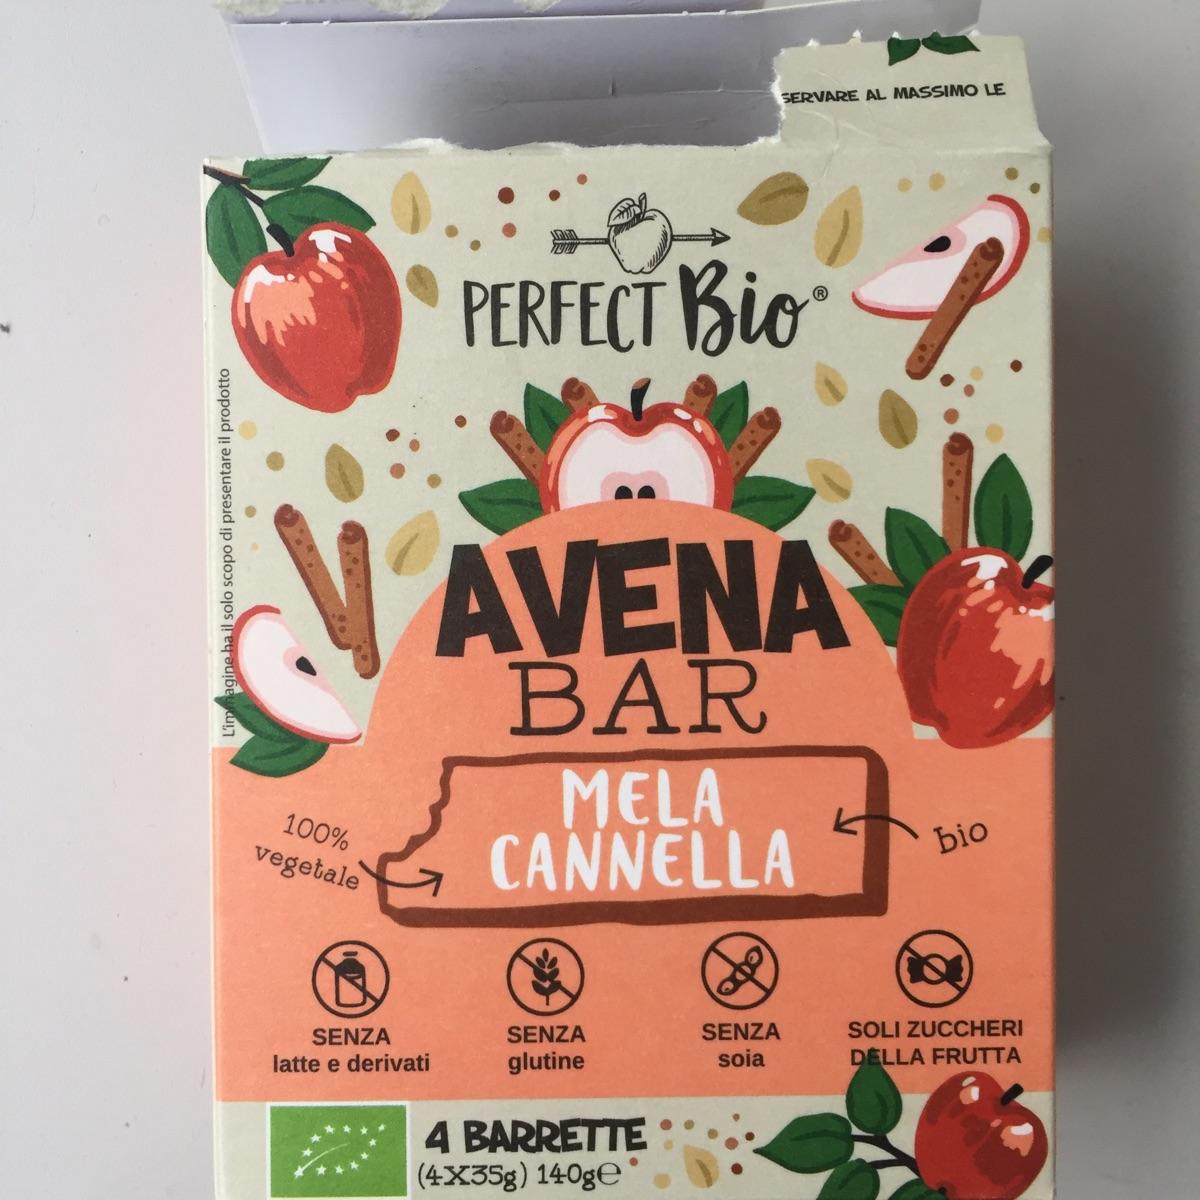 SERVARE AL MASSIMO LE
PERFECT Bio®
L'immagine ha il solo scopo di presentare il prodotto
AVENA
BAR
MELA
CANNELLA
100%
vegetale
bio
SENZA
latte e derivati
SENZA
glutine
SENZA
soia
SOLI ZUCCHERI
DELLA FRUTTA
4 BARRETTE
(4X35g) 140g℮